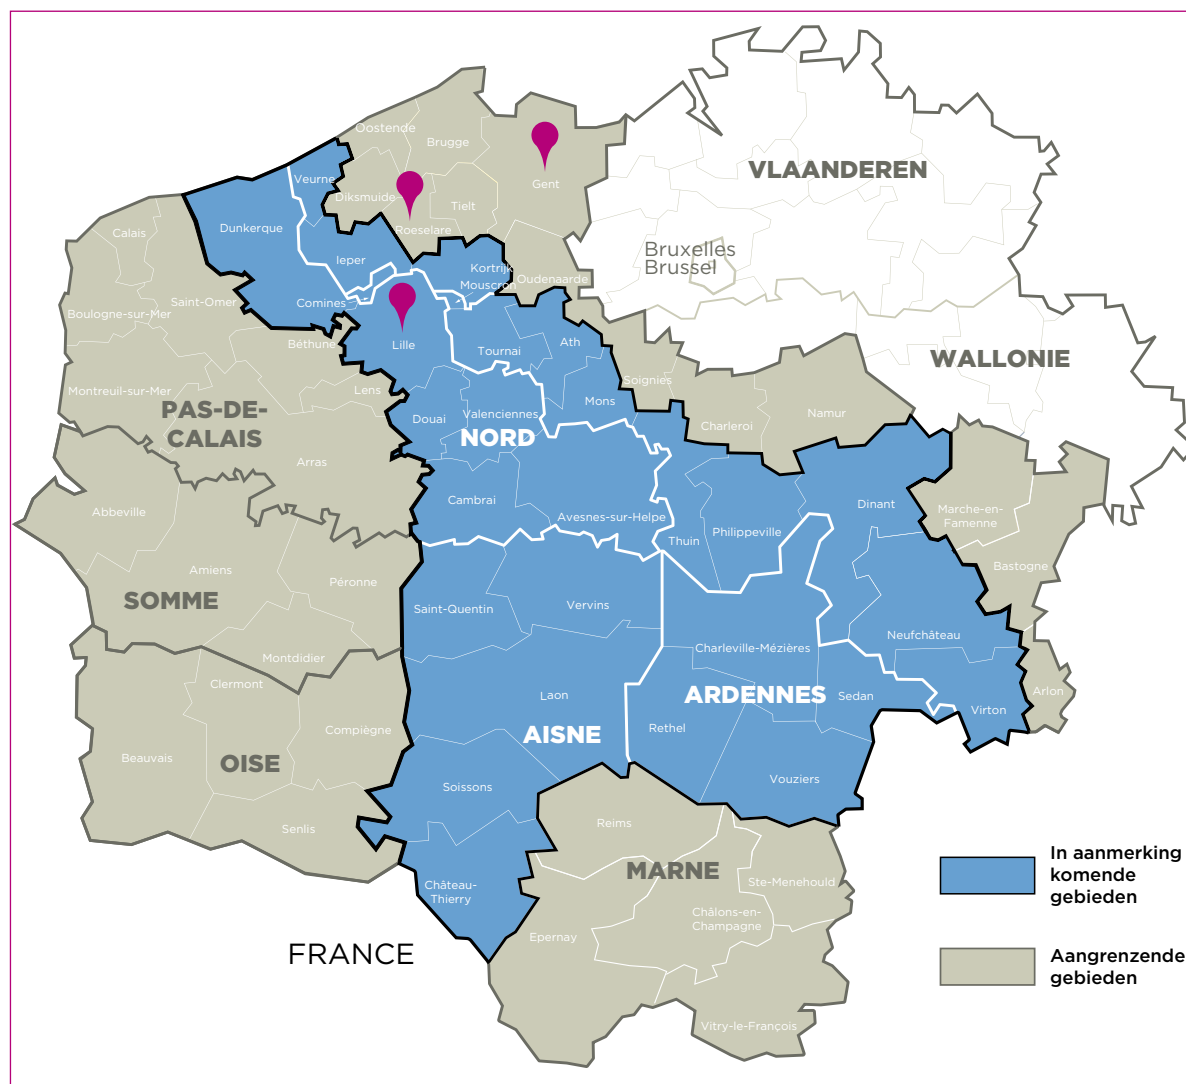 Oostende
Brugge
VLAANDEREN
Veurne
Gent
Diksmuide
Tielt
Calais
Dunkerque
Roeselare
Bruxelles
Brussel
Ieper
Kortrijk
Mouscron
Oudenaarde
Saint-Omer
Comines
Boulogne-sur-Mer
Béthune
Lille
Tournai
Ath
WALLONIE
Soignies
Montreuil-sur-Mer
Lens
Mons
Namur
PAS-DE-
CALAIS
Douai
Valenciennes
Charleroi
NORD
Arras
Abbeville
Cambrai
Avesnes-sur-Helpe
Dinant
Marche-en-
Famenne
Thuin
Philippeville
Amiens
Bastogne
Péronne
SOMME
Saint-Quentin
Vervins
Neufchâteau
Montdidier
Charleville-Mézières
Clermont
Laon
ARDENNES
Sedan
Arlon
Virton
Compiègne
Rethel
AISNE
Beauvais
OISE
Vouziers
Soissons
Senlis
Reims
MARNE
In aanmerking
komende
gebieden
Château-
Thierry
Ste-Menehould
Châlons-en-
Champagne
Epernay
FRANCE
Aangrenzende
gebieden
Vitry-le-François